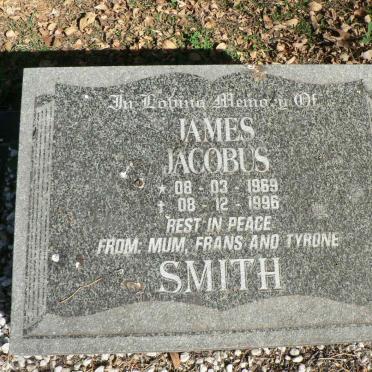 In Loving Memory Of
JAMES
JACOBUS
★ 08 - 03 - 1969
✝ 08 - 12 - 1996
REST IN PEACE
FROM: MUM, FRANS AND TYRONE
SMITH